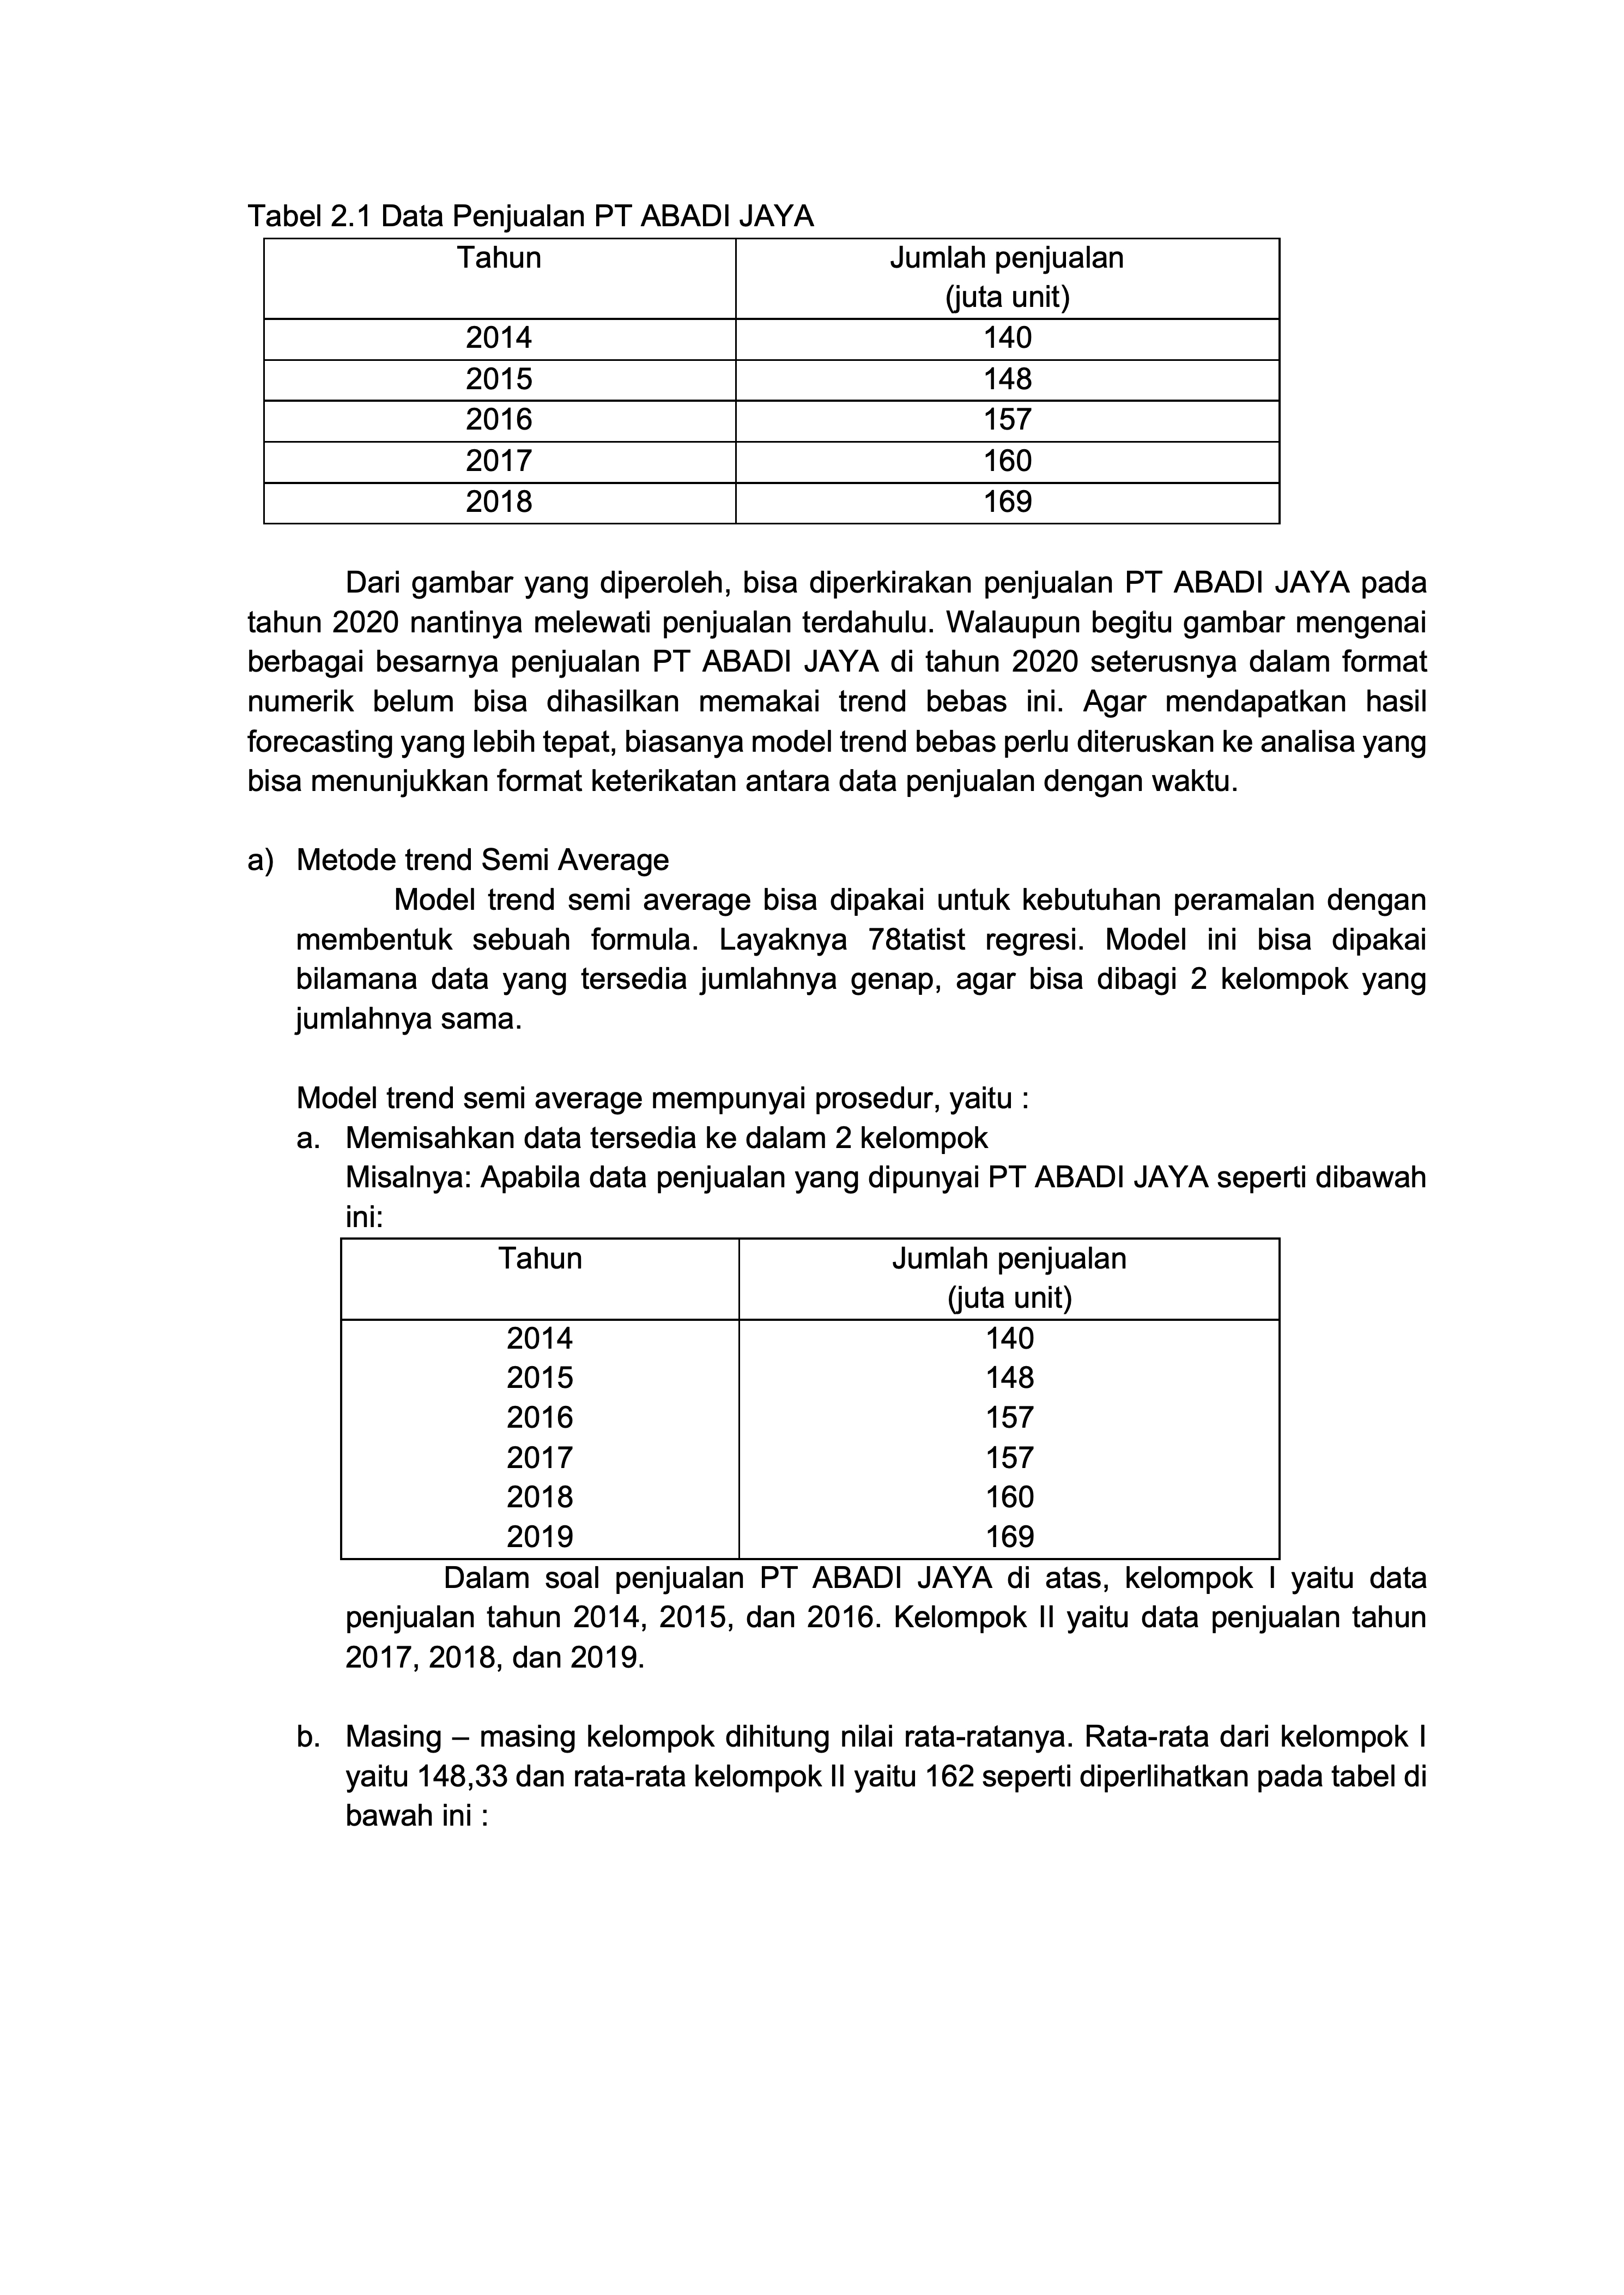 Tabel 2.1 Data Penjualan PT ABADI JAYA
Tahun Jumlah penjualan
(juta unit)
2014 140
2015 148
2016 157
2017 160
2018 169
Dari gambar yang diperoleh, bisa diperkirakan penjualan PT ABADI JAYA pada
tahun 2020 nantinya melewati penjualan terdahulu. Walaupun begitu gambar mengenai
berbagai besarnya penjualan PT ABADI JAYA di tahun 2020 seterusnya dalam format
numerik belum bisa dihasilkan memakai trend bebas ini. Agar mendapatkan hasil
forecasting yang lebih tepat, biasanya model trend bebas perlu diteruskan ke analisa yang
bisa menunjukkan format keterikatan antara data penjualan dengan waktu.
a) Metode trend Semi Average
Model trend semi average bisa dipakai untuk kebutuhan peramalan dengan
membentuk sebuah formula. Layaknya 78tatist regresi. Model ini bisa dipakai
bilamana data yang tersedia jumlahnya genap, agar bisa dibagi 2 kelompok yang
jumlahnya sama.
Model trend semi average mempunyai prosedur, yaitu :
a. Memisahkan data tersedia ke dalam 2 kelompok
Misalnya: Apabila data penjualan yang dipunyai PT ABADI JAYA seperti dibawah
ini:
Tahun Jumlah penjualan
(juta unit)
2014 140
2015 148
2016 157
2017 157
2018 160
2019 169
Dalam soal penjualan PT ABADI JAYA di atas, kelompok I yaitu data
penjualan tahun 2014, 2015, dan 2016. Kelompok II yaitu data penjualan tahun
2017, 2018, dan 2019.
b. Masing – masing kelompok dihitung nilai rata-ratanya. Rata-rata dari kelompok I
yaitu 148,33 dan rata-rata kelompok II yaitu 162 seperti diperlihatkan pada tabel di
bawah ini :